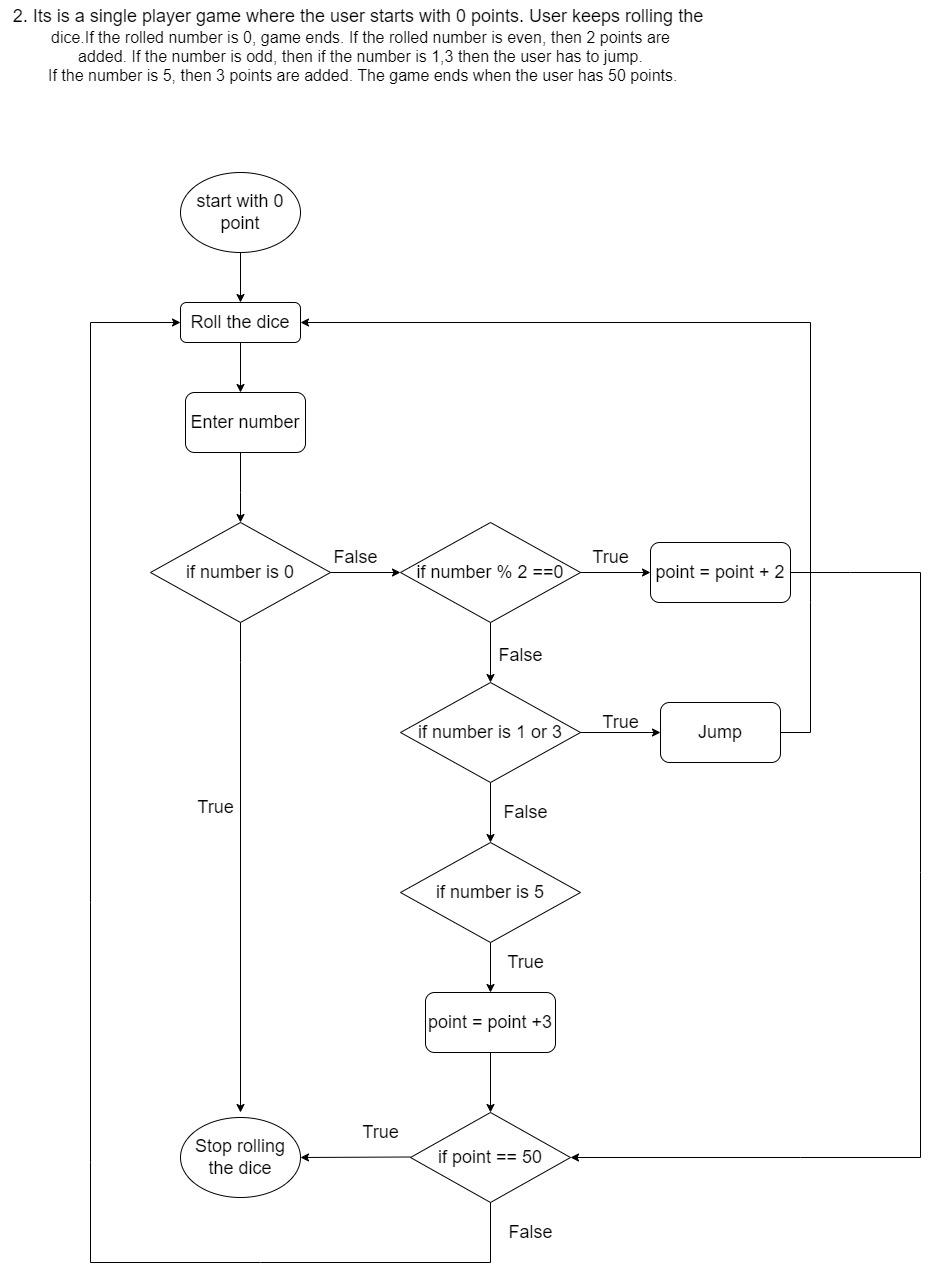 2. Its is a single player game where the user starts with 0 points. User keeps rolling the
dice.If the rolled number is 0, game ends. If the rolled number is even, then 2 points are
added. If the number is odd, then if the number is 1,3 then the user has to jump.
If the number is 5, then 3 points are added. The game ends when the user has 50 points.
start with 0
point
Roll the dice
Enter number
if number is 0
False
if number % 2 ==0
True
point = point + 2
False
if number is 1 or 3
True
Jump
True
False
if number is 5
True
point = point +3
Stop rolling
the dice
True
if point == 50
False